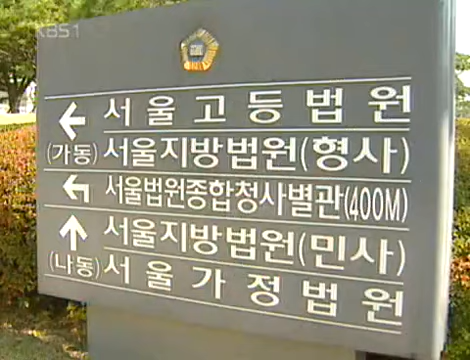 KBS1
← 서울고등법원
(가동) 서울지방법원(형사)
↰ 서울법원종합청사별관(400M)
↑ 서울지방법원(민사)
(나동) 서울가정법원